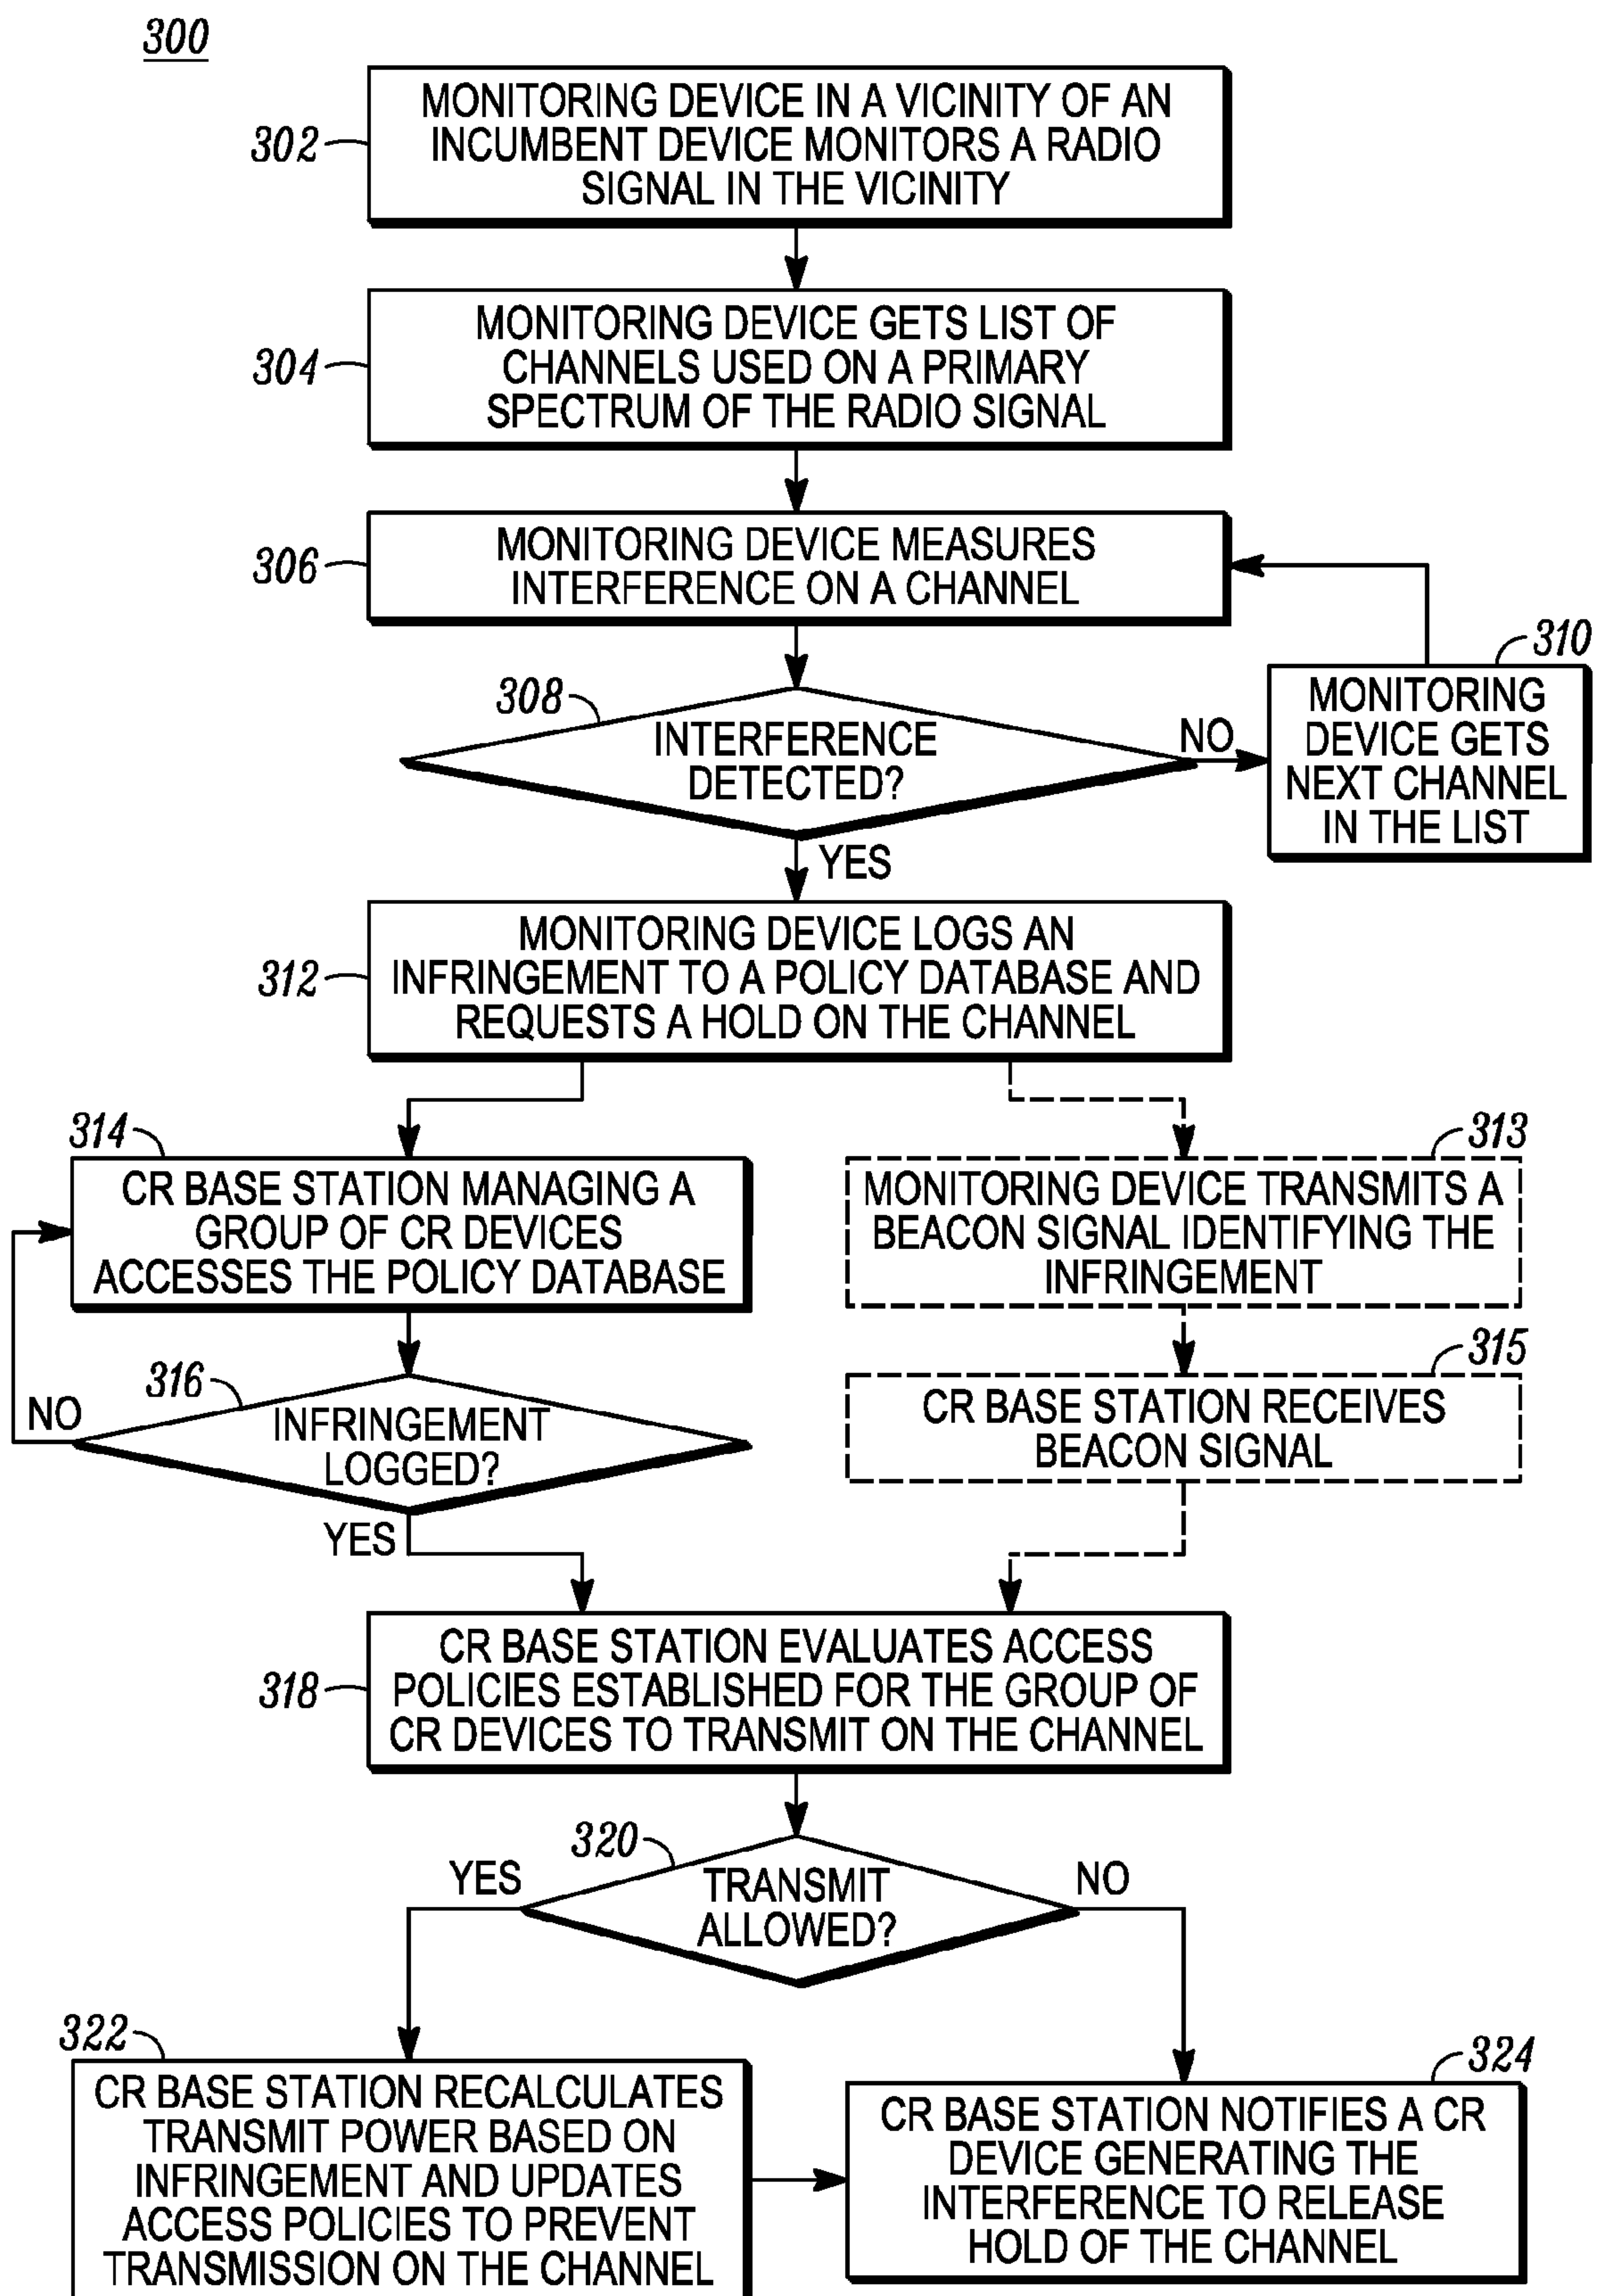 300
302
MONITORING DEVICE IN A VICINITY OF AN
INCUMBENT DEVICE MONITORS A RADIO
SIGNAL IN THE VICINITY
304
MONITORING DEVICE GETS LIST OF
CHANNELS USED ON A PRIMARY
SPECTRUM OF THE RADIO SIGNAL
306
MONITORING DEVICE MEASURES
INTERFERENCE ON A CHANNEL
308
INTERFERENCE
DETECTED?
NO
310
MONITORING
DEVICE GETS
NEXT CHANNEL
IN THE LIST
YES
312
MONITORING DEVICE LOGS AN
INFRINGEMENT TO A POLICY DATABASE AND
REQUESTS A HOLD ON THE CHANNEL
314
CR BASE STATION MANAGING A
GROUP OF CR DEVICES
ACCESSES THE POLICY DATABASE
313
MONITORING DEVICE TRANSMITS A
BEACON SIGNAL IDENTIFYING THE
INFRINGEMENT
316
INFRINGEMENT
LOGGED?
NO
YES
315
CR BASE STATION RECEIVES
BEACON SIGNAL
318
CR BASE STATION EVALUATES ACCESS
POLICIES ESTABLISHED FOR THE GROUP OF
CR DEVICES TO TRANSMIT ON THE CHANNEL
320
TRANSMIT
ALLOWED?
YES
NO
322
CR BASE STATION RECALCULATES
TRANSMIT POWER BASED ON
INFRINGEMENT AND UPDATES
ACCESS POLICIES TO PREVENT
TRANSMISSION ON THE CHANNEL
324
CR BASE STATION NOTIFIES A CR
DEVICE GENERATING THE
INTERFERENCE TO RELEASE
HOLD OF THE CHANNEL